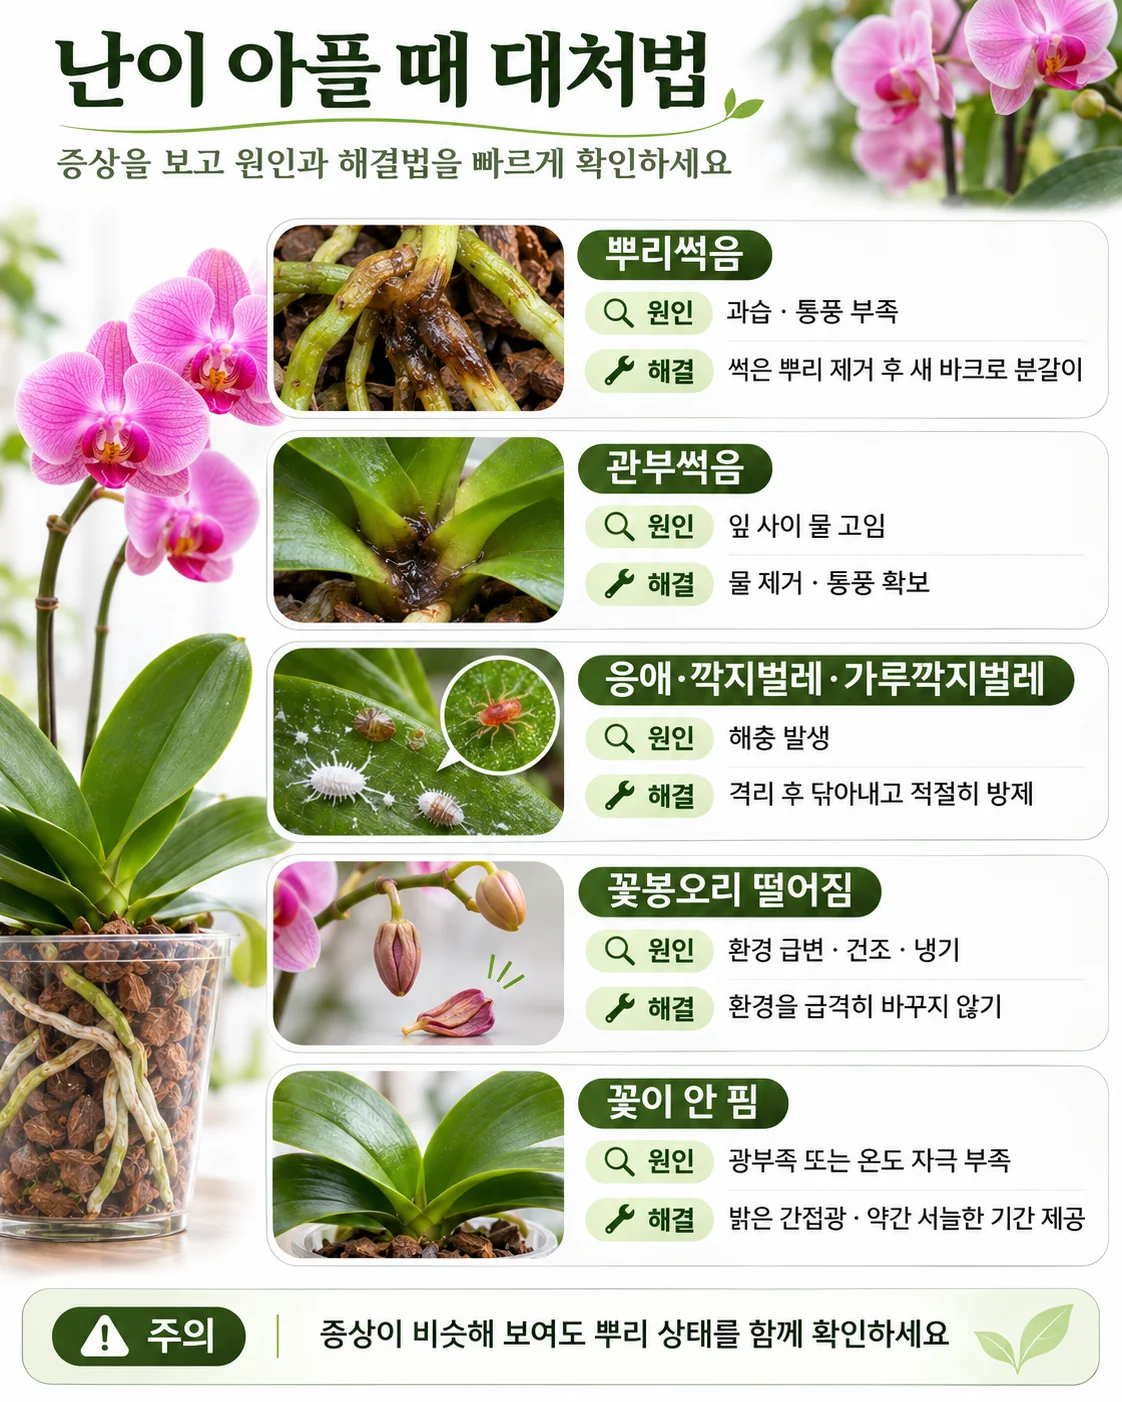 난이 아플 때 대처법
증상을 보고 원인과 해결법을 빠르게 확인하세요
뿌리썩음
원인 과습 · 통풍 부족
해결 썩은 뿌리 제거 후 새 바크로 분갈이
관부썩음
원인 잎 사이 물 고임
해결 물 제거 · 통풍 확보
응애·깍지벌레·가루깍지벌레
원인 해충 발생
해결 격리 후 닦아내고 적절히 방제
꽃봉오리 떨어짐
원인 환경 급변 · 건조 · 냉기
해결 환경을 급격히 바꾸지 않기
꽃이 안 핌
원인 광부족 또는 온도 자극 부족
해결 밝은 간접광 · 약간 서늘한 기간 제공
주의 증상이 비슷해 보여도 뿌리 상태를 함께 확인하세요